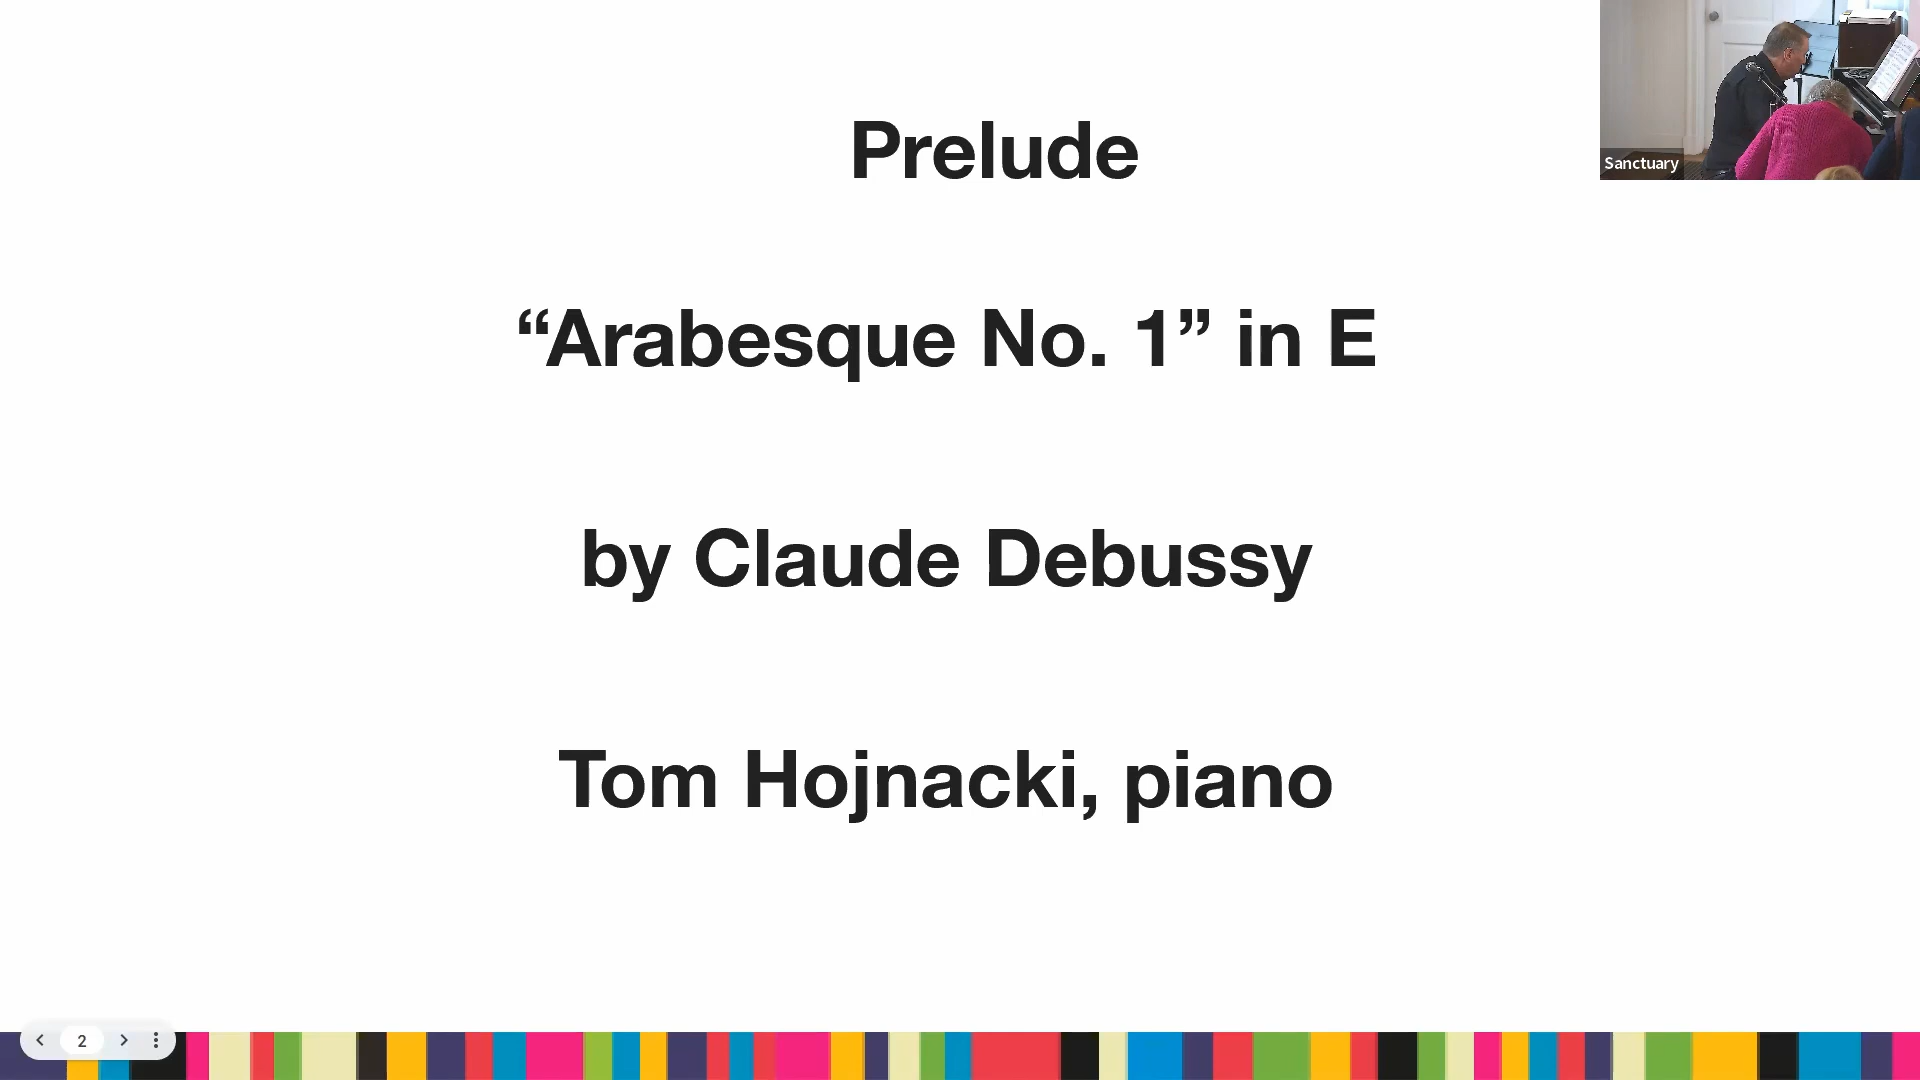 Prelude
Sanctuary
“Arabesque No. 1” in E
by Claude Debussy
Tom Hojnacki, piano
2